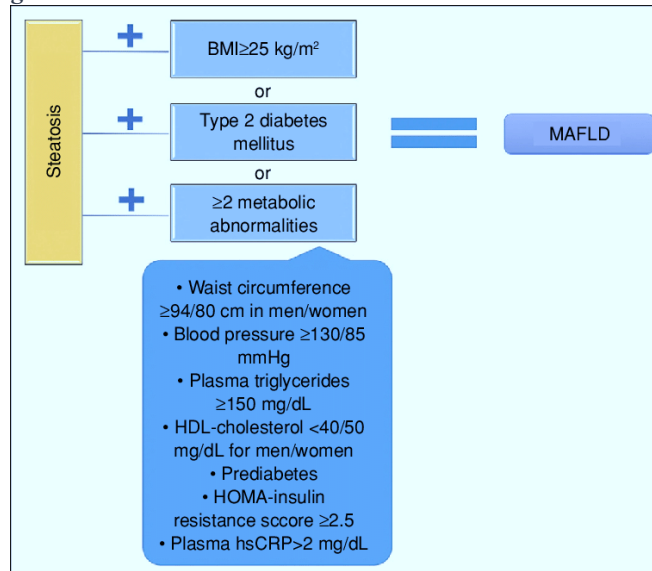 Steatosis
+
BMI≥25 kg/m²
or
+
Type 2 diabetes
mellitus
=
MAFLD
or
+
≥2 metabolic
abnormalities
• Waist circumference
≥94/80 cm in men/women
• Blood pressure ≥130/85
mmHg
• Plasma triglycerides
≥150 mg/dL
• HDL-cholesterol <40/50
mg/dL for men/women
• Prediabetes
• HOMA-insulin
resistance sccore ≥2.5
• Plasma hsCRP>2 mg/dL